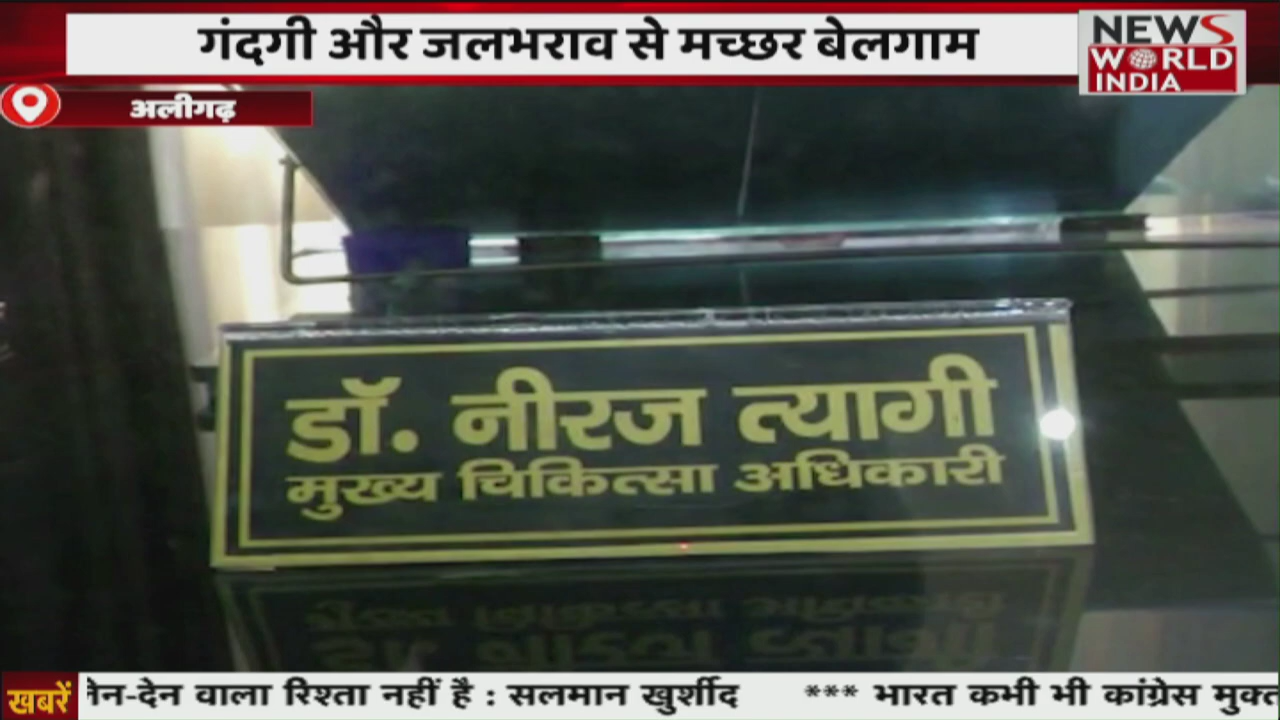 गंदगी और जलभराव से मच्छर बेलगाम
NEWS
WORLD
INDIA
अलीगढ़
डॉ. नीरज त्यागी
मुख्य चिकित्सा अधिकारी
खबरें
लेन-देन वाला रिश्ता नहीं है : सलमान खुर्शीद *** भारत कभी भी कांग्रेस मुक्त